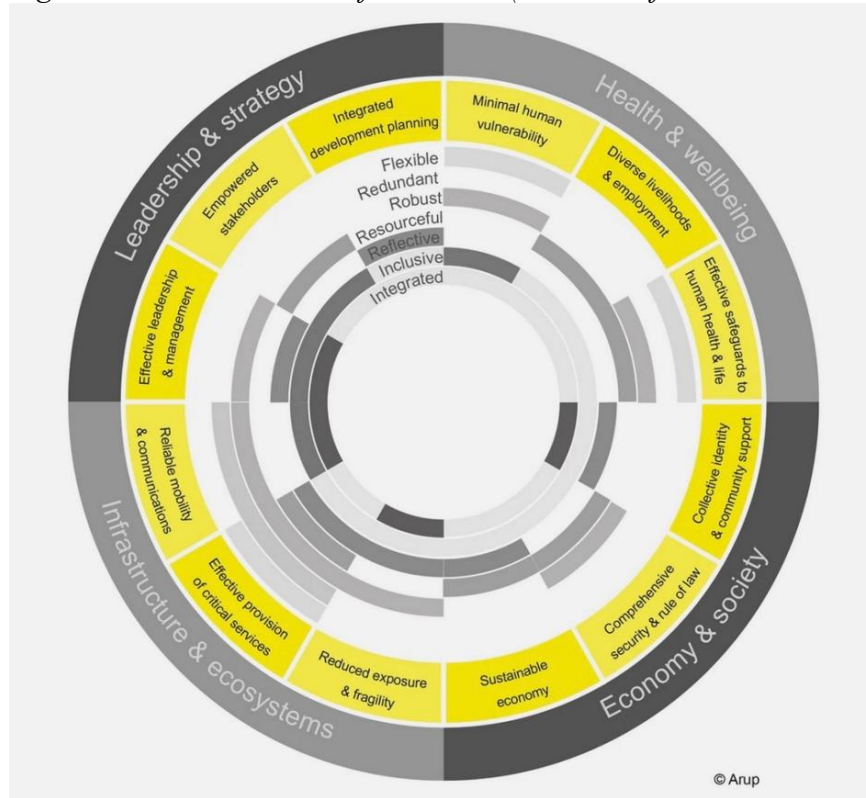 Leadership & strategy
Health & wellbeing
Integrated
development planning
Minimal human
vulnerability
Empowered
stakeholders
Diverse livelihoods
& employment
Effective leadership
& management
Effective safeguards to
human health & life
Flexible
Redundant
Robust
Resourceful
Reflective
Inclusive
Integrated
Reliable mobility
& communications
Collective identity
& community support
Effective provision
of critical services
Comprehensive
security & rule of law
Reduced exposure
& fragility
Sustainable
economy
Infrastructure & ecosystems
Economy & society
© Arup